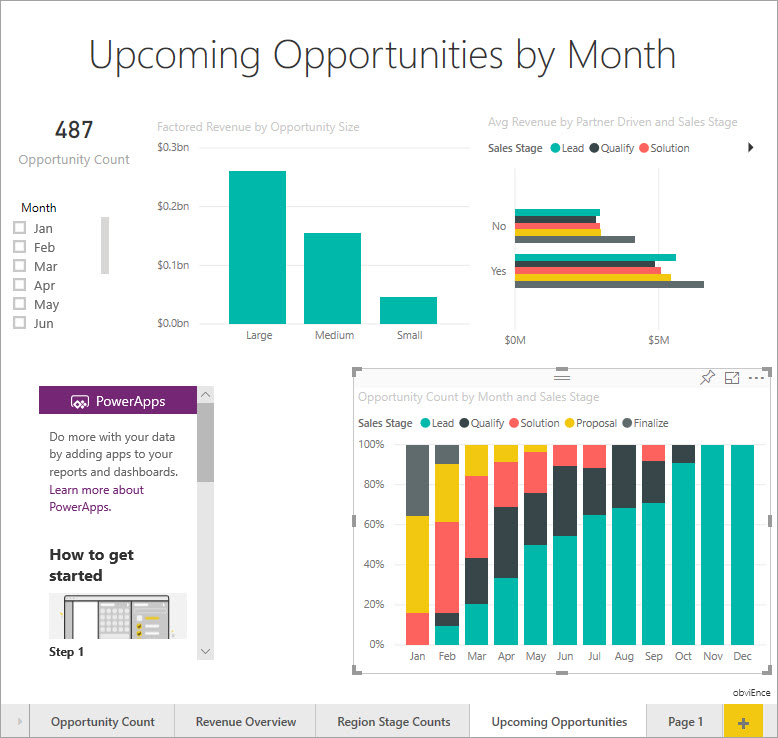 Upcoming Opportunities by Month
487
Opportunity Count
Month
Jan
Feb
Mar
Apr
May
Jun
Factored Revenue by Opportunity Size
$0.3bn
$0.2bn
$0.1bn
$0.0bn
Large Medium Small
Avg Revenue by Partner Driven and Sales Stage
Sales Stage Lead Qualify Solution
No
Yes
$0M $5M
PowerApps
Do more with your data
by adding apps to your
reports and dashboards.
Learn more about
PowerApps.
How to get
started
Step 1
Opportunity Count by Month and Sales Stage
Sales Stage Lead Qualify Solution Proposal Finalize
100%
80%
60%
40%
20%
0%
Jan Feb Mar Apr May Jun Jul Aug Sep Oct Nov Dec
obviEnce
Opportunity Count Revenue Overview Region Stage Counts Upcoming Opportunities Page 1